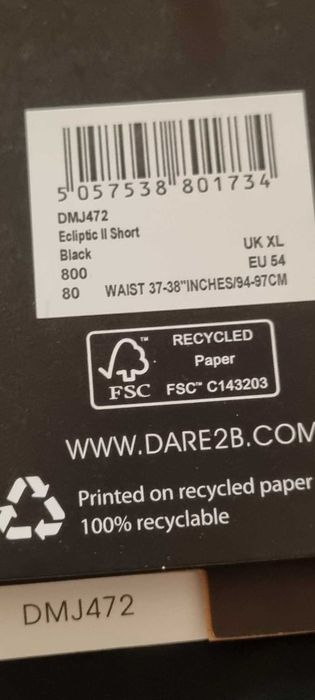 5 057538 801734
DMJ472
Ecliptic II Short
Black UK XL
800 EU 54
80 WAIST 37-38"INCHES/94-97CM
RECYCLED
Paper
FSC™ C143203
™
FSC
WWW.DARE2B.COM
Printed on recycled paper
100% recyclable
DMJ472